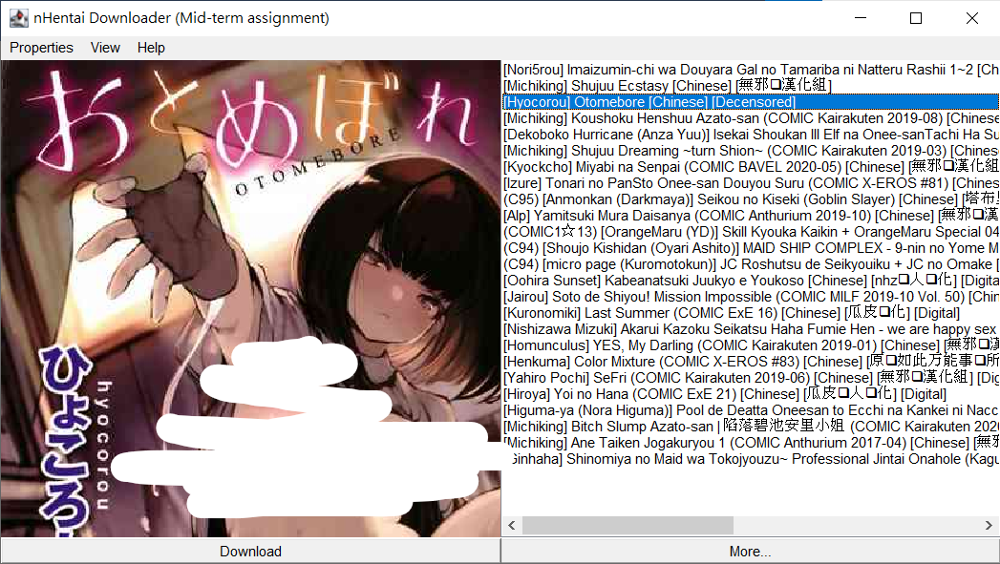 nHentai Downloader (Mid-term assignment)
Properties View Help
おとめぼれ
OTOMEBORE
ひょころ
hyocorou
[Nori5rou] Imaizumin-chi wa Douyara Gal no Tamariba ni Natteru Rashii 1~2 [Ch
[Michiking] Shujuu Ecstasy [Chinese] [無邪❑漢化組]
[Hyocorou] Otomebore [Chinese] [Decensored]
[Michiking] Koushoku Henshuu Azato-san (COMIC Kairakuten 2019-08) [Chinese
[Dekoboko Hurricane (Anza Yuu)] Isekai Shoukan III Elf na Onee-sanTachi Ha Su
[Michiking] Shujuu Dreaming ~turn Shion~ (COMIC Kairakuten 2019-03) [Chines
[Kyockcho] Miyabi na Senpai (COMIC BAVEL 2020-05) [Chinese] [無邪❑漢化組
[Izure] Tonari no PanSto Onee-san Douyou Suru (COMIC X-EROS #81) [Chines
(C95) [Anmonkan (Darkmaya)] Seikou no Kiseki (Goblin Slayer) [Chinese] [塔布里
[Alp] Yamitsuki Mura Daisanya (COMIC Anthurium 2019-10) [Chinese] [無邪❑漢
(COMIC1☆13) [OrangeMaru (YD)] Skill Kyouka Kaikin + OrangeMaru Special 04
(C94) [Shoujo Kishidan (Oyari Ashito)] MAID SHIP COMPLEX - 9-nin no Yome M
(C94) [micro page (Kuromotokun)] JC Roshutsu de Seikyouiku + JC no Omake [
[Oohira Sunset] Kabeanatsuki Juukyo e Youkoso [Chinese] [nhz❑人❑化] [Digita
[Jairou] Soto de Shiyou! Mission Impossible (COMIC MILF 2019-10 Vol. 50) [Chin
[Kuronomiki] Last Summer (COMIC ExE 16) [Chinese] [瓜皮❑化] [Digital]
[Nishizawa Mizuki] Akarui Kazoku Seikatsu Haha Fumie Hen - we are happy sex
[Homunculus] YES, My Darling (COMIC Kairakuten 2019-01) [Chinese] [無邪❑漢
[Henkuma] Color Mixture (COMIC X-EROS #83) [Chinese] [原❑如此万能事❑所
[Yahiro Pochi] SeFri (COMIC Kairakuten 2019-06) [Chinese] [無邪❑漢化組] [Dig
[Hiroya] Yoi no Hana (COMIC ExE 21) [Chinese] [瓜皮❑人❑化] [Digital]
[Higuma-ya (Nora Higuma)] Pool de Deatta Oneesan to Ecchi na Kankei ni Nacc
[Michiking] Bitch Slump Azato-san | 陷落碧池安里小姐 (COMIC Kairakuten 2020
[Michiking] Ane Taiken Jogakuryou 1 (COMIC Anthurium 2017-04) [Chinese] [無邪
Ginhaha] Shinomiya no Maid wa Tokojyouzu~ Professional Jintai Onahole (Kagu
Download
More...